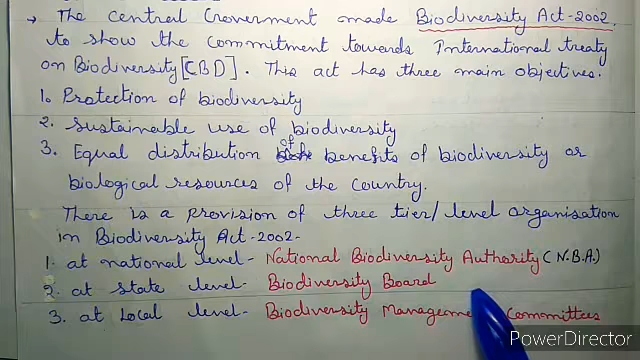 → The Central Government made Biodiversity Act-2002.
to show the commitment towards International treaty
on Biodiversity [CBD]. This act has three main objectives.
1. Protection of biodiversity
2. Sustainable use of biodiversity
3. Equal distribution of benefits of biodiversity or
biological resources of the country.
There is a provision of three tier/level organisation
in Biodiversity Act-2002-
1. at national level- National Biodiversity Authority (N.B.A.)
2. at state level- Biodiversity Board
3. at Local level- Biodiversity Management Committees
PowerDirector